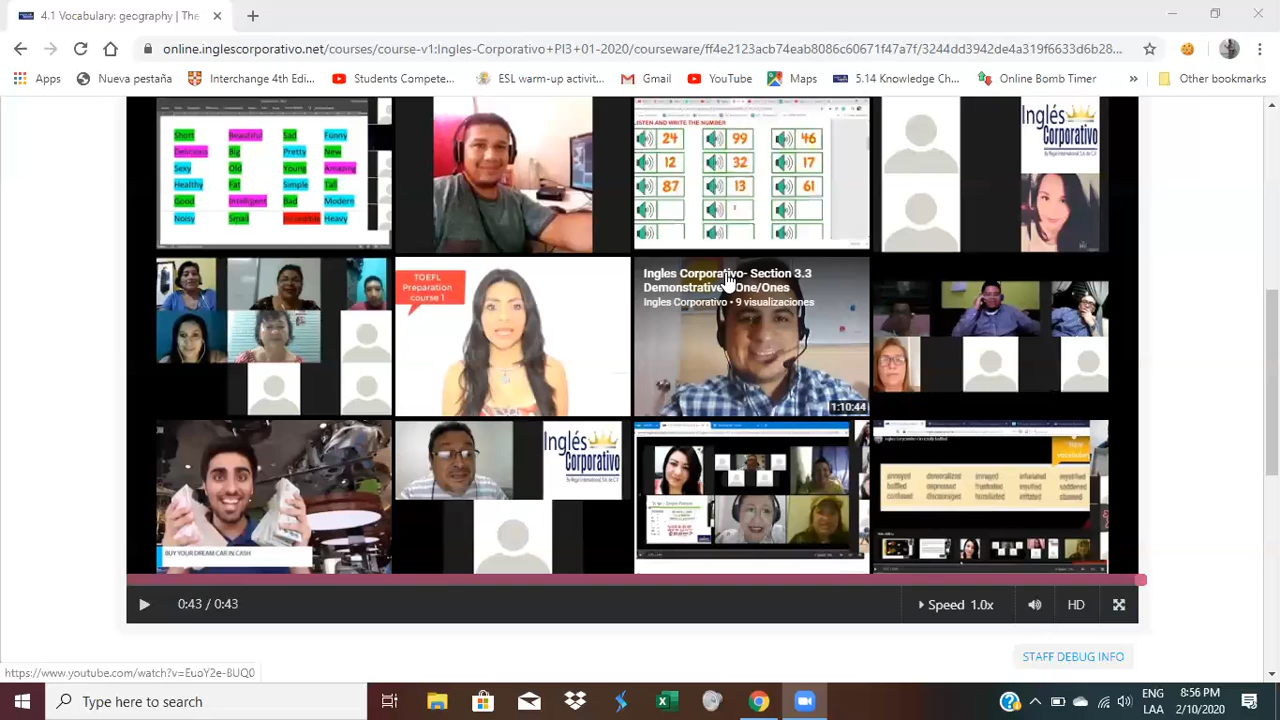 4.1 Vocabulary: geography | The
online.inglescorporativo.net/courses/course-v1:Ingles-Corporativo+PI3+01-2020/courseware/ff4e2123acb74eab8086c60671f47a7f/3244dd3942de4a319f6633d6b28...
Apps Nueva pestaña Interchange 4th Edi... Students Compete... ESL warm-up activit... Gmail YouTube Maps 5.14 Knowledge Ch... Online Bomb Timer » Other bookmarks
Short Beautiful Sad Funny
Delicious Big Pretty New
Sexy Old Young Amazing
Healthy Fat Simple Tall
Good Intelligent Bad Modern
Noisy Small Incredible Heavy
LISTEN AND WRITE THE NUMBER
24 99 46
12 32 17
87 13 61
Inglés
Corporativo
TOEFL
Preparation
course 1
Ingles Corporativo- Section 3.3
Demonstratives One/Ones
Ingles Corporativo • 9 visualizaciones
1:10:44
BUY YOUR DREAM CAR IN CASH
Inglés
Corporativo
annoyed demoralized enraged infuriated mystified
baffled depressed frustrated insulted saddened
confused discouraged humiliated irritated stunned
0:43 / 0:43
Speed 1.0x
HD
STAFF DEBUG INFO
https://www.youtube.com/watch?v=EuoY2e-BUQ0
Type here to search
ENG
LAA
8:56 PM
2/10/2020